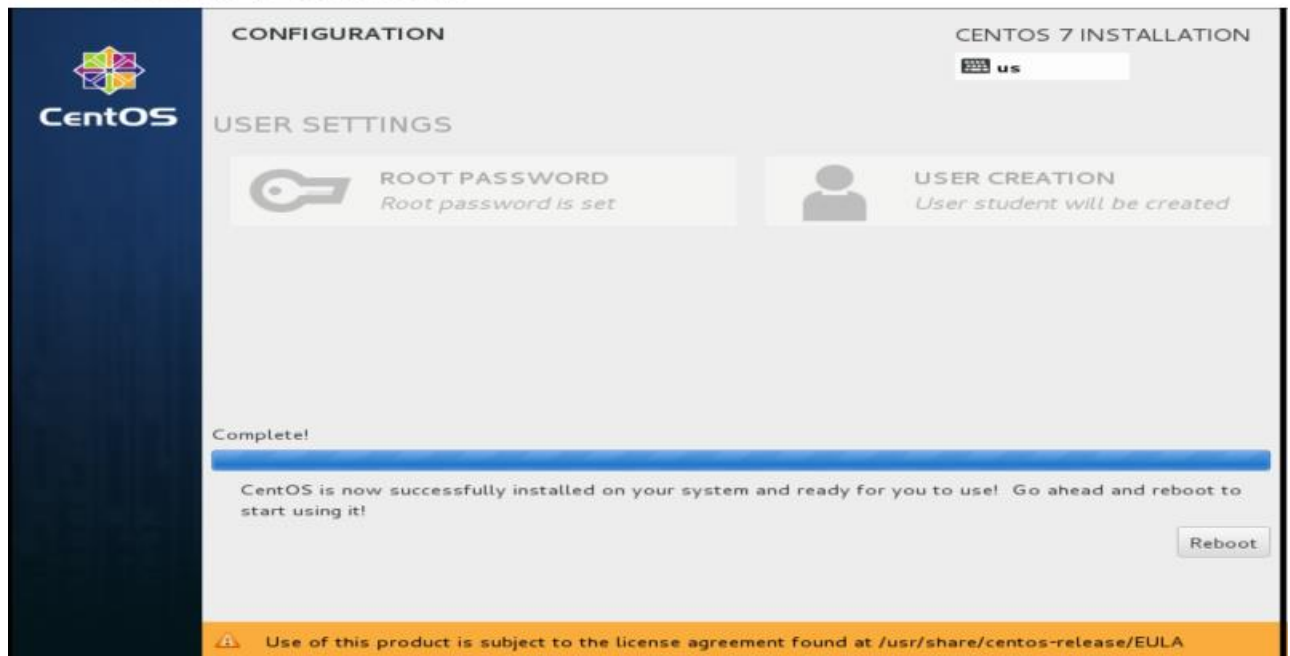 CONFIGURATION
CENTOS 7 INSTALLATION
us
CentOS
USER SETTINGS
ROOT PASSWORD
Root password is set
USER CREATION
User student will be created
Complete!
CentOS is now successfully installed on your system and ready for you to use! Go ahead and reboot to
start using it!
Reboot
Use of this product is subject to the license agreement found at /usr/share/centos-release/EULA